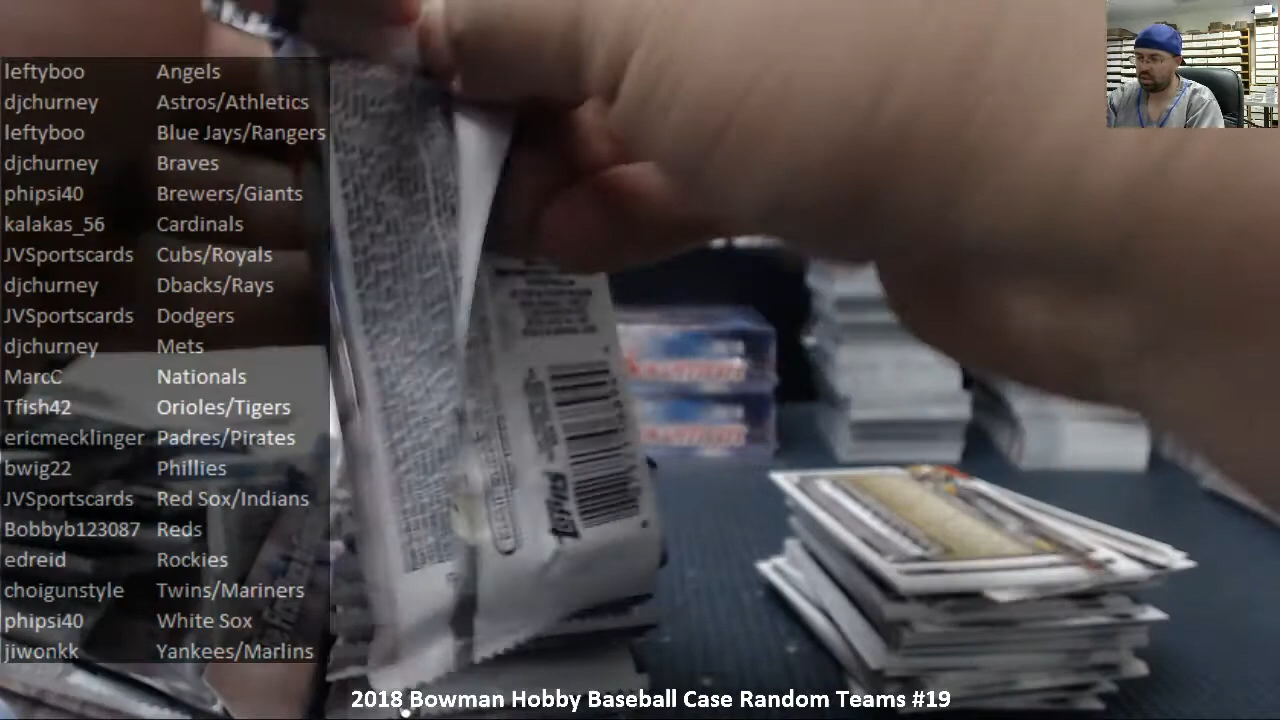 leftyboo Angels
djchurney Astros/Athletics
leftyboo Blue Jays/Rangers
djchurney Braves
phipsi40 Brewers/Giants
kalakas_56 Cardinals
JVSportscards Cubs/Royals
djchurney Dbacks/Rays
JVSportscards Dodgers
djchurney Mets
MarcC Nationals
Tfish42 Orioles/Tigers
ericmecklinger Padres/Pirates
bwig22 Phillies
JVSportscards Red Sox/Indians
Bobbyb123087 Reds
edreid Rockies
choigunstyle Twins/Mariners
phipsi40 White Sox
jiwonkk Yankees/Marlins
topps
2018 Bowman Hobby Baseball Case Random Teams #19